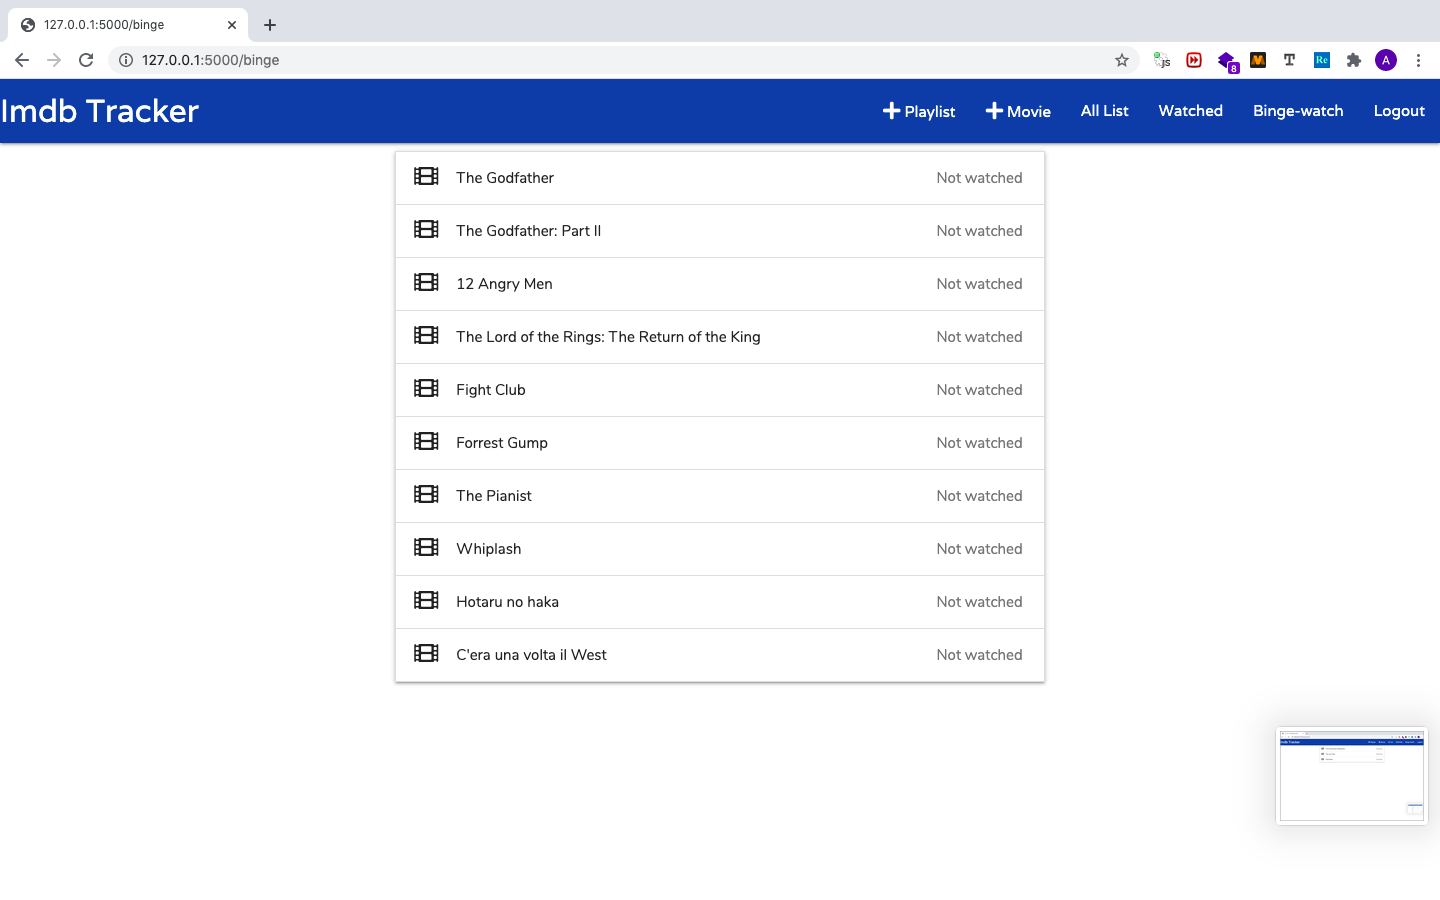 127.0.0.1:5000/binge
127.0.0.1:5000/binge
js
8
T
Re
A
Imdb Tracker
Playlist
Movie
All List
Watched
Binge-watch
Logout
The Godfather Not watched
The Godfather: Part II Not watched
12 Angry Men Not watched
The Lord of the Rings: The Return of the King Not watched
Fight Club Not watched
Forrest Gump Not watched
The Pianist Not watched
Whiplash Not watched
Hotaru no haka Not watched
C'era una volta il West Not watched
Imdb Tracker